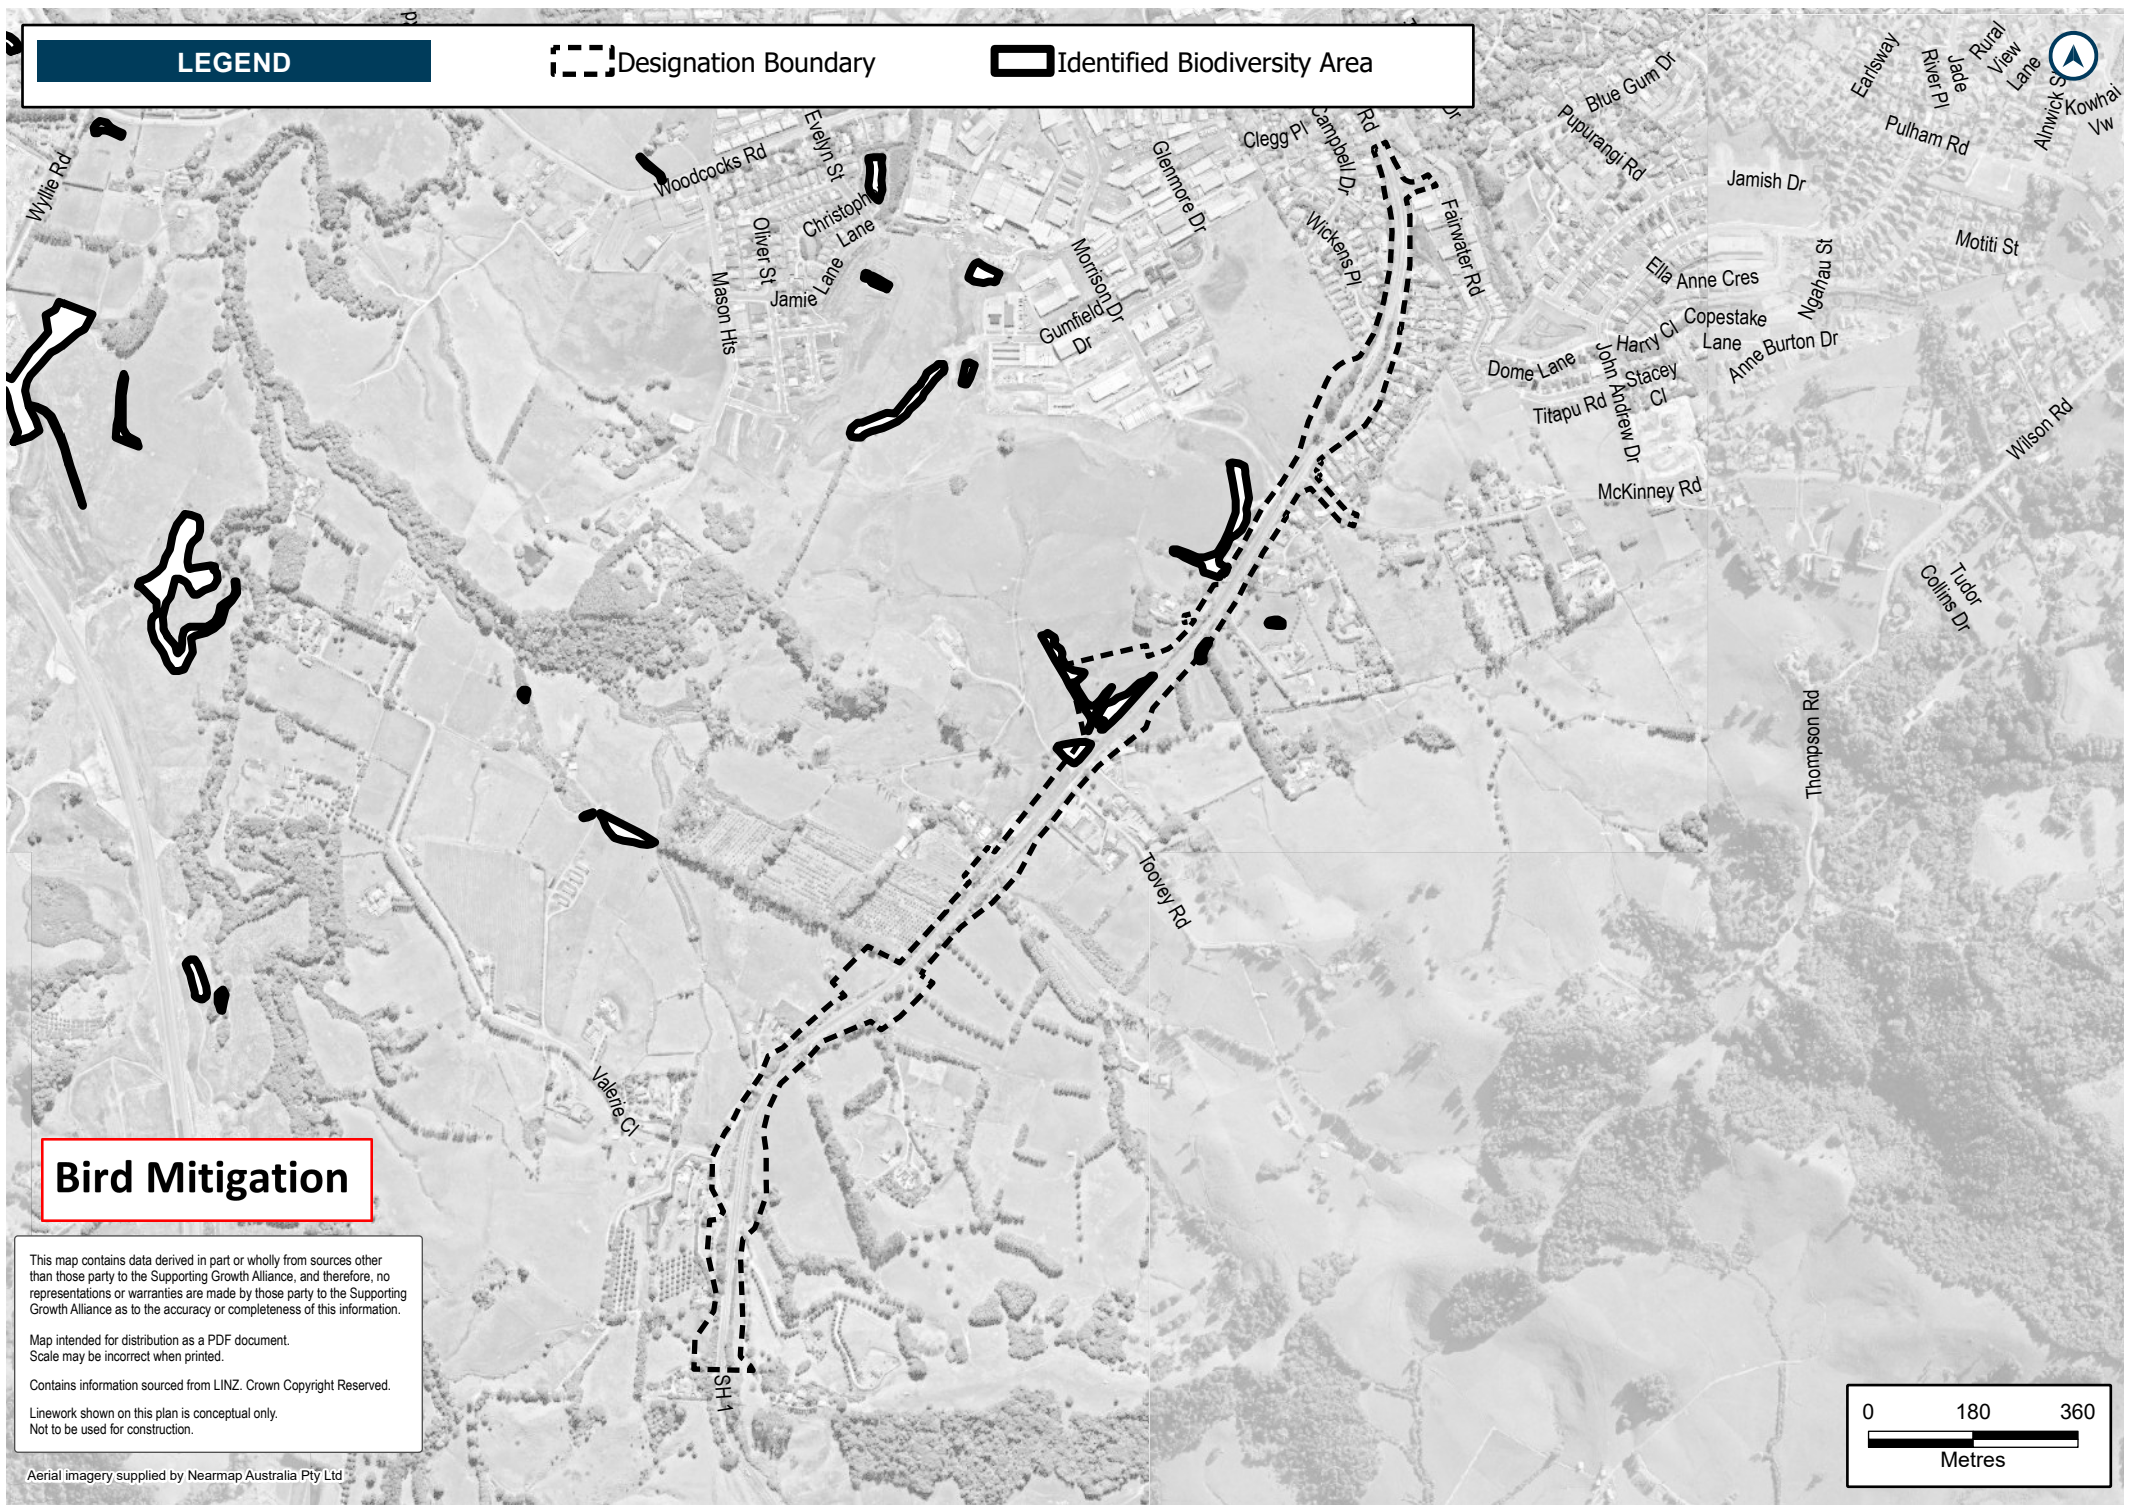 LEGEND
Designation Boundary
Identified Biodiversity Area
Wyllie Rd
Woodcocks Rd
Evelyn St
Christoph
Lane
Oliver St
Jamie Lane
Mason Hts
Glenmore Dr
Morrison Dr
Gumfield
Dr
Clegg Pl
Campbell Dr
Rd
Dr
Wickens Pl
Fairwater Rd
Blue Gum Dr
Pupurangi Rd
Earlsway
River Pl
Jade
Rural
View
Lane
Alnwick S
Kowhai
Vw
Pulham Rd
Jamish Dr
Motiti St
Ngahau St
Ella Anne Cres
Copestake
Lane
Harry Cl
Anne Burton Dr
Dome Lane
John Andrew Dr
Stacey
Cl
Titapu Rd
McKinney Rd
Wilson Rd
Tudor
Collins Dr
Thompson Rd
Toovey Rd
Valerie Cl
SH 1
Bird Mitigation
This map contains data derived in part or wholly from sources other
than those party to the Supporting Growth Alliance, and therefore, no
representations or warranties are made by those party to the Supporting
Growth Alliance as to the accuracy or completeness of this information.
Map intended for distribution as a PDF document.
Scale may be incorrect when printed.
Contains information sourced from LINZ. Crown Copyright Reserved.
Linework shown on this plan is conceptual only.
Not to be used for construction.
Aerial imagery supplied by Nearmap Australia Pty Ltd
0 180 360
Metres